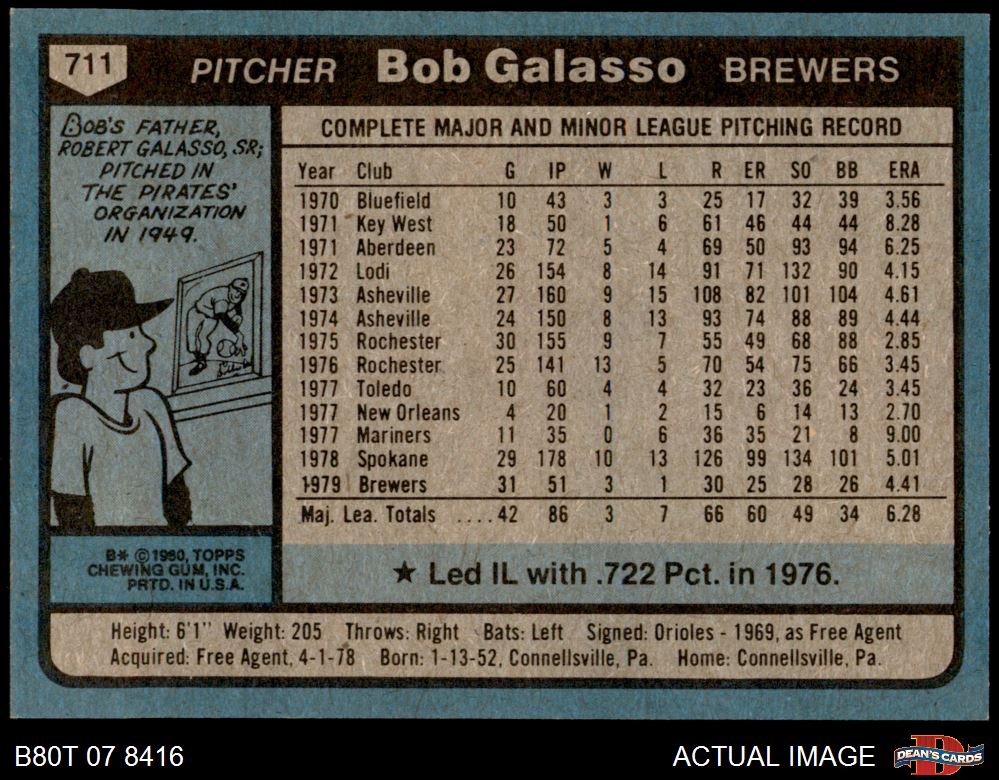 711 PITCHER Bob Galasso BREWERS
BOB'S FATHER,
ROBERT GALASSO, SR;
PITCHED IN
THE PIRATES'
ORGANIZATION
IN 1949.
B* © 1980, TOPPS
CHEWING GUM, INC.
PRTD. IN U.S.A.
COMPLETE MAJOR AND MINOR LEAGUE PITCHING RECORD
Year Club G IP W L R ER SO BB ERA
1970 Bluefield 10 43 3 3 25 17 32 39 3.56
1971 Key West 18 50 1 6 61 46 44 44 8.28
1971 Aberdeen 23 72 5 4 69 50 93 94 6.25
1972 Lodi 26 154 8 14 91 71 132 90 4.15
1973 Asheville 27 160 9 15 108 82 101 104 4.61
1974 Asheville 24 150 8 13 93 74 88 89 4.44
1975 Rochester 30 155 9 7 55 49 68 88 2.85
1976 Rochester 25 141 13 5 70 54 75 66 3.45
1977 Toledo 10 60 4 4 32 23 36 24 3.45
1977 New Orleans 4 20 1 2 15 6 14 13 2.70
1977 Mariners 11 35 0 6 36 35 21 8 9.00
1978 Spokane 29 178 10 13 126 99 134 101 5.01
1979 Brewers 31 51 3 1 30 25 28 26 4.41
Maj. Lea. Totals ....42 86 3 7 66 60 49 34 6.28
★ Led IL with .722 Pct. in 1976.
Height: 6'1" Weight: 205 Throws: Right Bats: Left Signed: Orioles - 1969, as Free Agent
Acquired: Free Agent, 4-1-78 Born: 1-13-52, Connellsville, Pa. Home: Connellsville, Pa.
B80T 07 8416 ACTUAL IMAGE DEAN'S CARDS